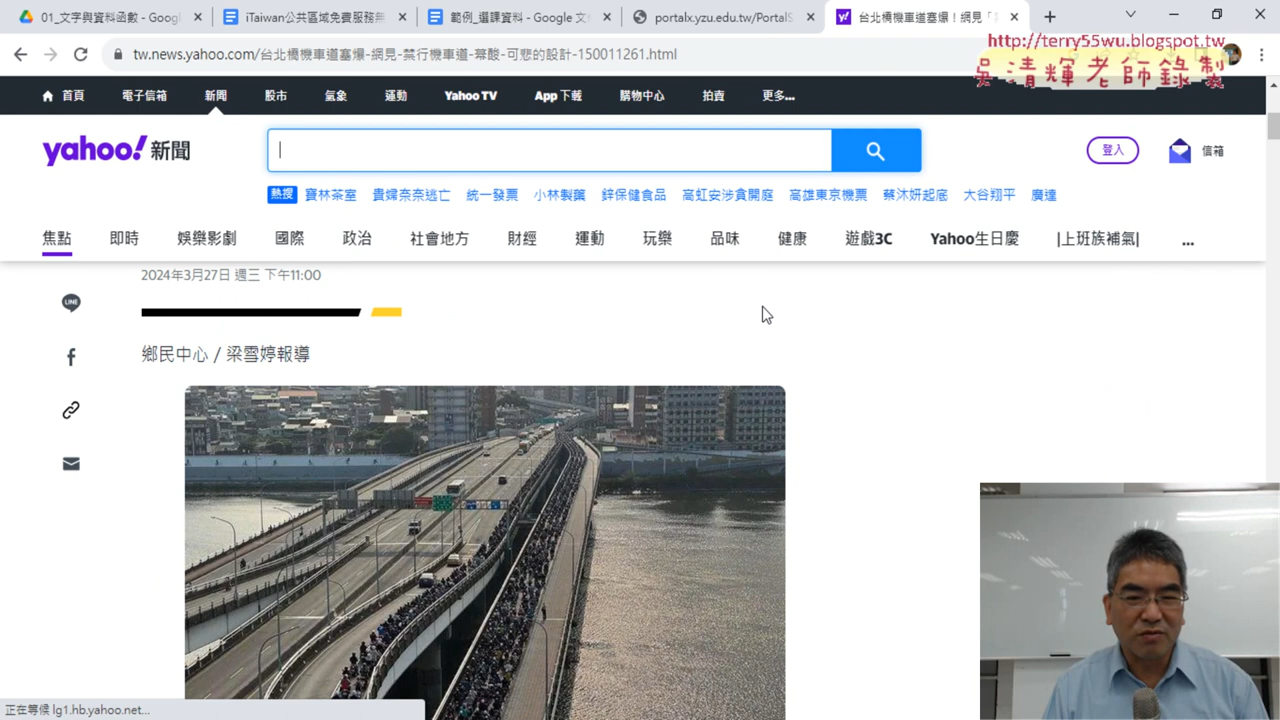 01_文字與資料函數 - Googl
iTaiwan公共區域免費服務無
範例_選課資料 - Google 文
portalx.yzu.edu.tw/PortalS
台北橋機車道塞爆！網見「
http://terry55wu.blogspot.tw
吳清輝老師錄製
tw.news.yahoo.com/台北橋機車道塞爆-網見-禁行機車道-鼻酸-可悲的設計-150011261.html
首頁 電子信箱 新聞 股市 氣象 運動 Yahoo TV App 下載 購物中心 拍賣 更多...
yahoo! 新聞
登入
信箱
熱搜 寶林茶室 貴婦奈奈逃亡 統一發票 小林製藥 鋅保健食品 高虹安涉貪開庭 高雄東京機票 蔡沐妍起底 大谷翔平 廣達
焦點 即時 娛樂影劇 國際 政治 社會地方 財經 運動 玩樂 品味 健康 遊戲3C Yahoo生日慶 |上班族補氣| ...
2024年3月27日 週三 下午11:00
LINE
鄉民中心 / 梁雪婷報導
正在等候 lg1.hb.yahoo.net...